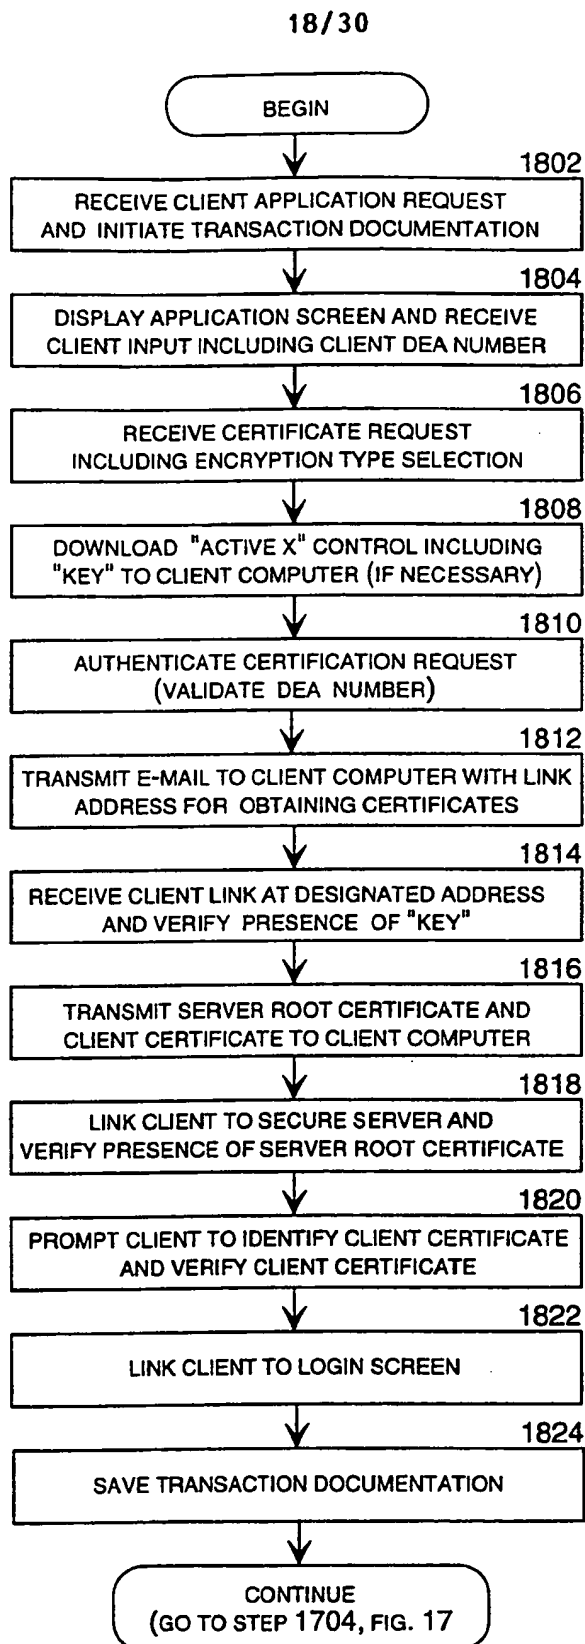 18/30
BEGIN
1802
RECEIVE CLIENT APPLICATION REQUEST
AND INITIATE TRANSACTION DOCUMENTATION
1804
DISPLAY APPLICATION SCREEN AND RECEIVE
CLIENT INPUT INCLUDING CLIENT DEA NUMBER
1806
RECEIVE CERTIFICATE REQUEST
INCLUDING ENCRYPTION TYPE SELECTION
1808
DOWNLOAD "ACTIVE X" CONTROL INCLUDING
"KEY" TO CLIENT COMPUTER (IF NECESSARY)
1810
AUTHENTICATE CERTIFICATION REQUEST
(VALIDATE DEA NUMBER)
1812
TRANSMIT E-MAIL TO CLIENT COMPUTER WITH LINK
ADDRESS FOR OBTAINING CERTIFICATES
1814
RECEIVE CLIENT LINK AT DESIGNATED ADDRESS
AND VERIFY PRESENCE OF "KEY"
1816
TRANSMIT SERVER ROOT CERTIFICATE AND
CLIENT CERTIFICATE TO CLIENT COMPUTER
1818
LINK CLIENT TO SECURE SERVER AND
VERIFY PRESENCE OF SERVER ROOT CERTIFICATE
1820
PROMPT CLIENT TO IDENTIFY CLIENT CERTIFICATE
AND VERIFY CLIENT CERTIFICATE
1822
LINK CLIENT TO LOGIN SCREEN
1824
SAVE TRANSACTION DOCUMENTATION
CONTINUE
(GO TO STEP 1704, FIG. 17